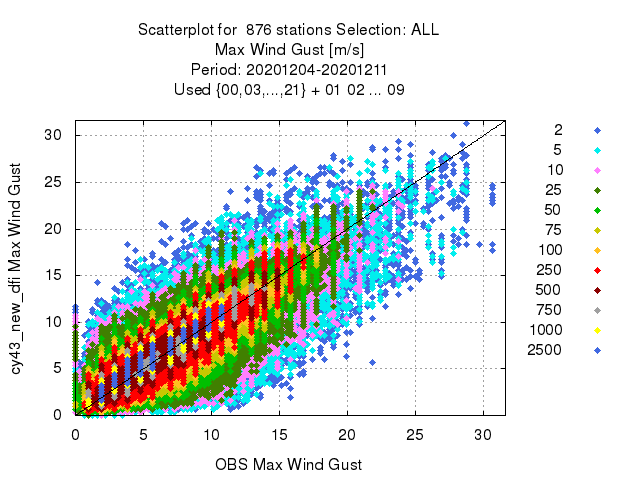 Scatterplot for  876 stations Selection: ALL
Max Wind Gust [m/s]
Period: 20201204-20201211
Used {00,03,...,21} + 01 02 ... 09
cy43_new_dfi Max Wind Gust
30
25
20
15
10
5
0
0 5 10 15 20 25 30
OBS Max Wind Gust
2
5
10
25
50
75
100
250
500
750
1000
2500